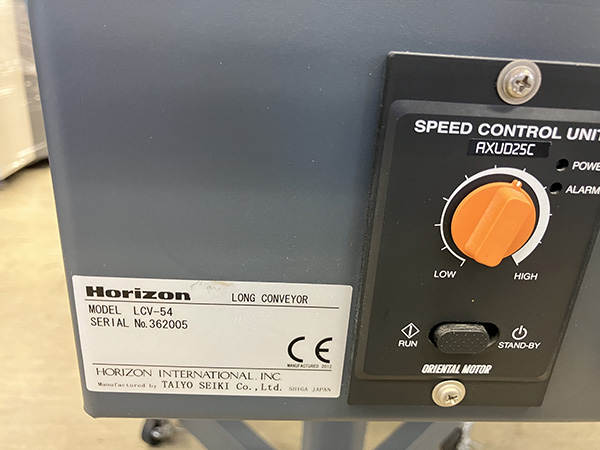 SPEED CONTROL UNIT
AXUD25C
POWE
ALARM
LOW
HIGH
RUN
STAND-BY
ORIENTAL MOTOR
Horizon LONG CONVEYOR
MODEL LCV-54
SERIAL No.362005
CE
MANUFACTURED 2012
HORIZON INTERNATIONAL, INC.
Manufactured by TAIYO SEIKI Co., Ltd. SHIGA JAPAN